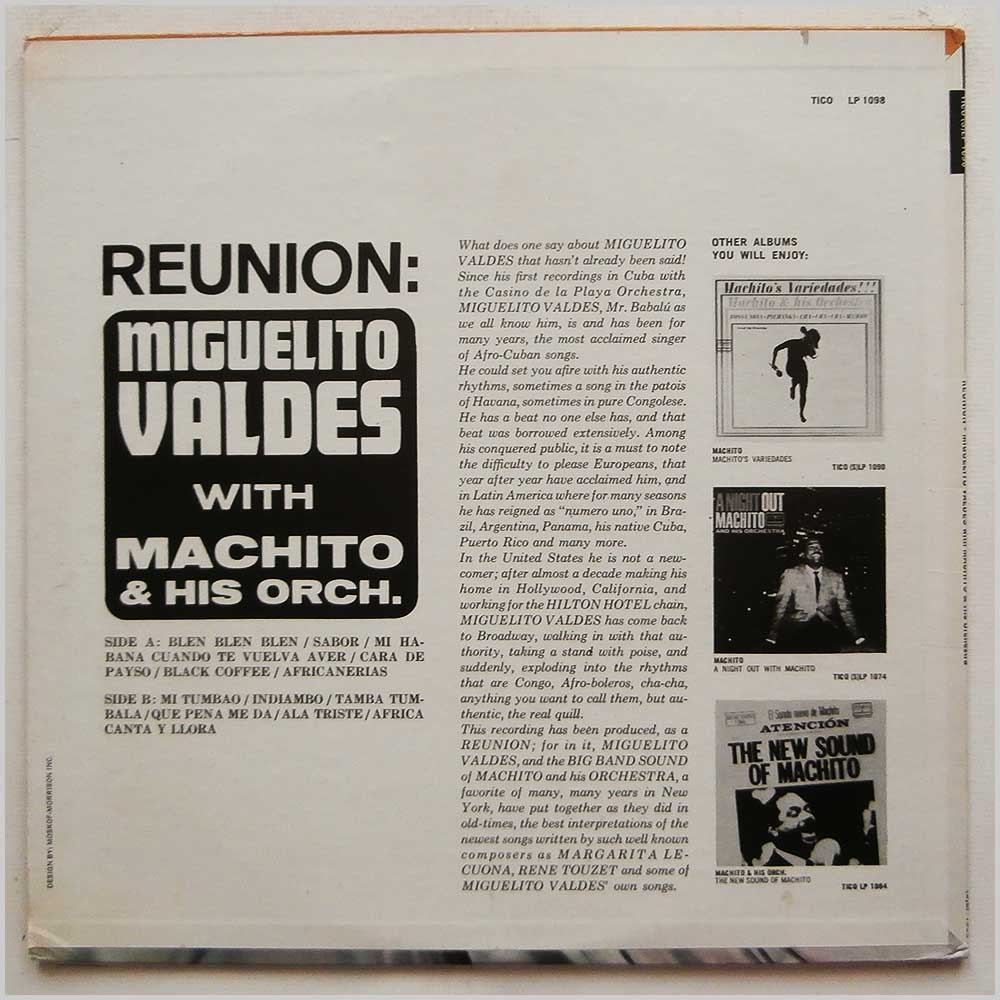 TICO LP 1098
REUNION:
MIGUELITO
VALDES
WITH
MACHITO
& HIS ORCH.
SIDE A: BLEN BLEN BLEN / SABOR / MI HA-
BANA CUANDO TE VUELVA AVER / CARA DE
PAYSO / BLACK COFFEE / AFRICANERIAS
SIDE B: MI TUMBAO / INDIAMBO / TAMBA TUM-
BALA / QUE PENA ME DA / ALA TRISTE / AFRICA
CANTA Y LLORA
DESIGN BY: MOSKOF-MORRISON INC.
What does one say about MIGUELITO
VALDES that hasn't already been said!
Since his first recordings in Cuba with
the Casino de la Playa Orchestra,
MIGUELITO VALDES, Mr. Babalú as
we all know him, is and has been for
many years, the most acclaimed singer
of Afro-Cuban songs.
He could set you afire with his authentic
rhythms, sometimes a song in the patois
of Havana, sometimes in pure Congolese.
He has a beat no one else has, and that
beat was borrowed extensively. Among
his conquered public, it is a must to note
the difficulty to please Europeans, that
year after year have acclaimed him, and
in Latin America where for many seasons
he has reigned as "numero uno," in Bra-
zil, Argentina, Panama, his native Cuba,
Puerto Rico and many more.
In the United States he is not a new-
comer; after almost a decade making his
home in Hollywood, California, and
working for the HILTON HOTEL chain,
MIGUELITO VALDES has come back
to Broadway, walking in with that au-
thority, taking a stand with poise, and
suddenly, exploding into the rhythms
that are Congo, Afro-boleros, cha-cha,
anything you want to call them, but au-
thentic, the real quill.
This recording has been produced, as a
REUNION; for in it, MIGUELITO
VALDES, and the BIG BAND SOUND
of MACHITO and his ORCHESTRA, a
favorite of many, many years in New
York, have put together as they did in
old-times, the best interpretations of the
newest songs written by such well known
composers as MARGARITA LE-
CUONA, RENE TOUZET and some of
MIGUELITO VALDES' own songs.
OTHER ALBUMS
YOU WILL ENJOY:
Machito's Variedades!!!
Machito & his Orchestra
MACHITO
MACHITO'S VARIEDADES
TICO (S)LP 1090
A NIGHT OUT
MACHITO
AND HIS ORCHESTRA
MACHITO
A NIGHT OUT WITH MACHITO
TICO (S)LP 1074
El Sonido nuevo de Machito
ATENCIÓN
THE NEW SOUND
OF MACHITO
MACHITO & HIS ORCH.
THE NEW SOUND OF MACHITO
TICO LP 1084